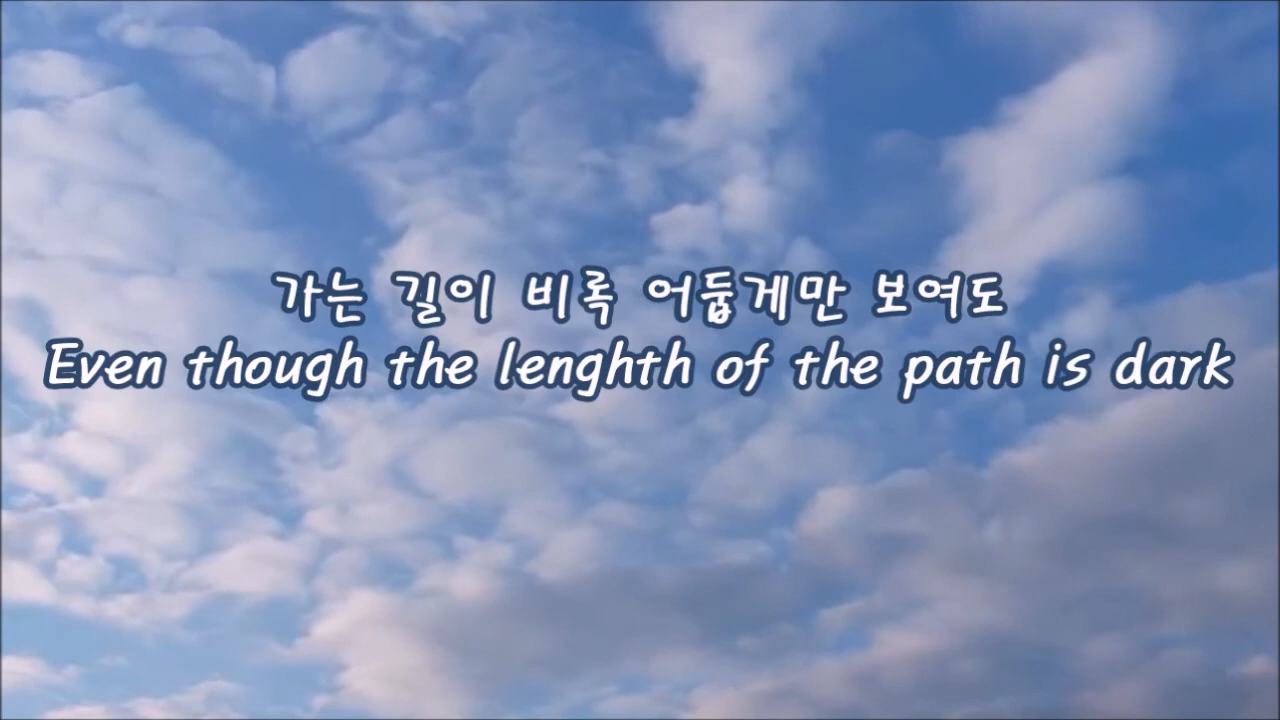 가는 길이 비록 어둡게만 보여도
Even though the lenghth of the path is dark